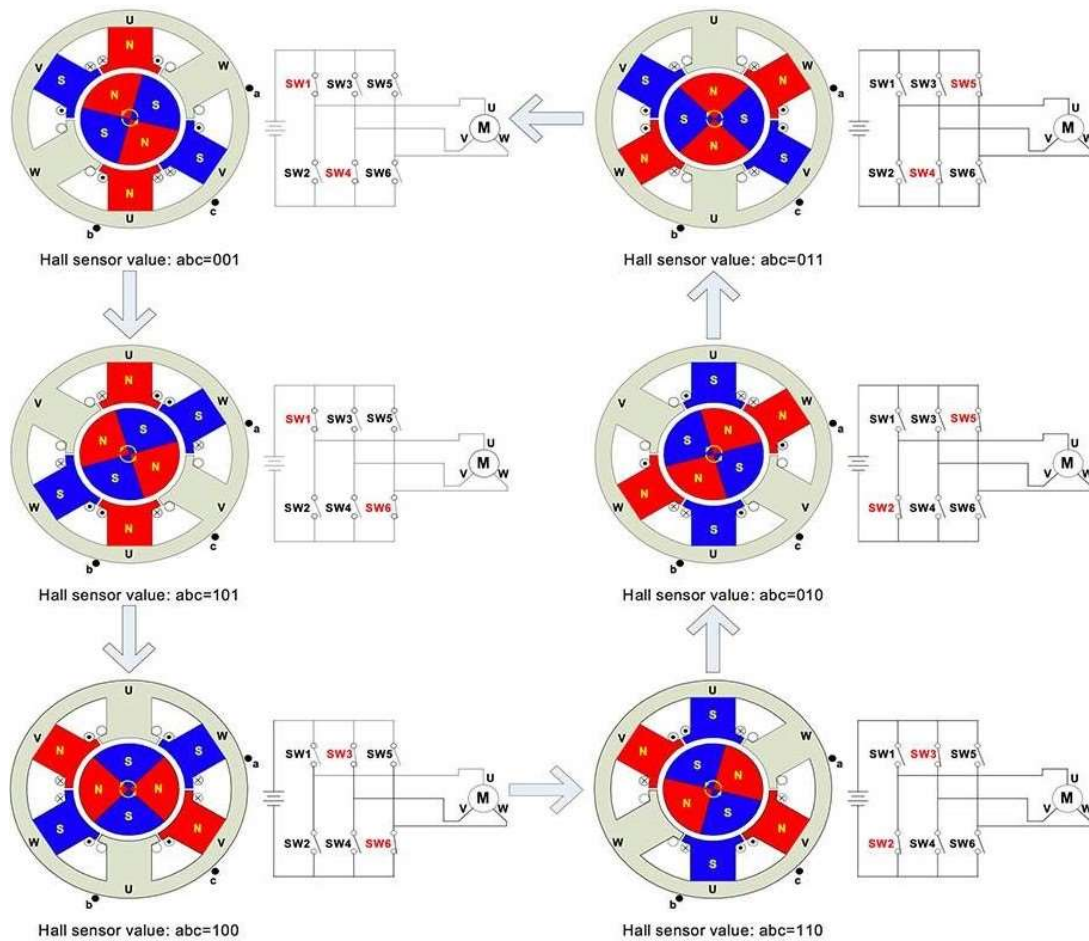 U
N
V S W
a
N S
S N
W S V
N
U
c
b
SW1 SW3 SW5
U
V M W
SW2 SW4 SW6
Hall sensor value: abc=001
U
V S N W
a
N
S S
N
W N S V
U
c
b
SW1 SW3 SW5
U
V M W
SW2 SW4 SW6
Hall sensor value: abc=011
U
N
V S W
a
S
N N
S
W S V
N
U
c
b
SW1 SW3 SW5
U
V M W
SW2 SW4 SW6
Hall sensor value: abc=101
U
S
V N W
a
N
S S
N
W N V
S
U
c
b
SW1 SW3 SW5
U
V M W
SW2 SW4 SW6
Hall sensor value: abc=010
U
V N S W
a
S
N N
S
W S N V
U
c
b
SW1 SW3 SW5
U
V M W
SW2 SW4 SW6
Hall sensor value: abc=100
U
S
V N W
a
S N
N S
W N V
S
U
c
b
SW1 SW3 SW5
U
V M W
SW2 SW4 SW6
Hall sensor value: abc=110